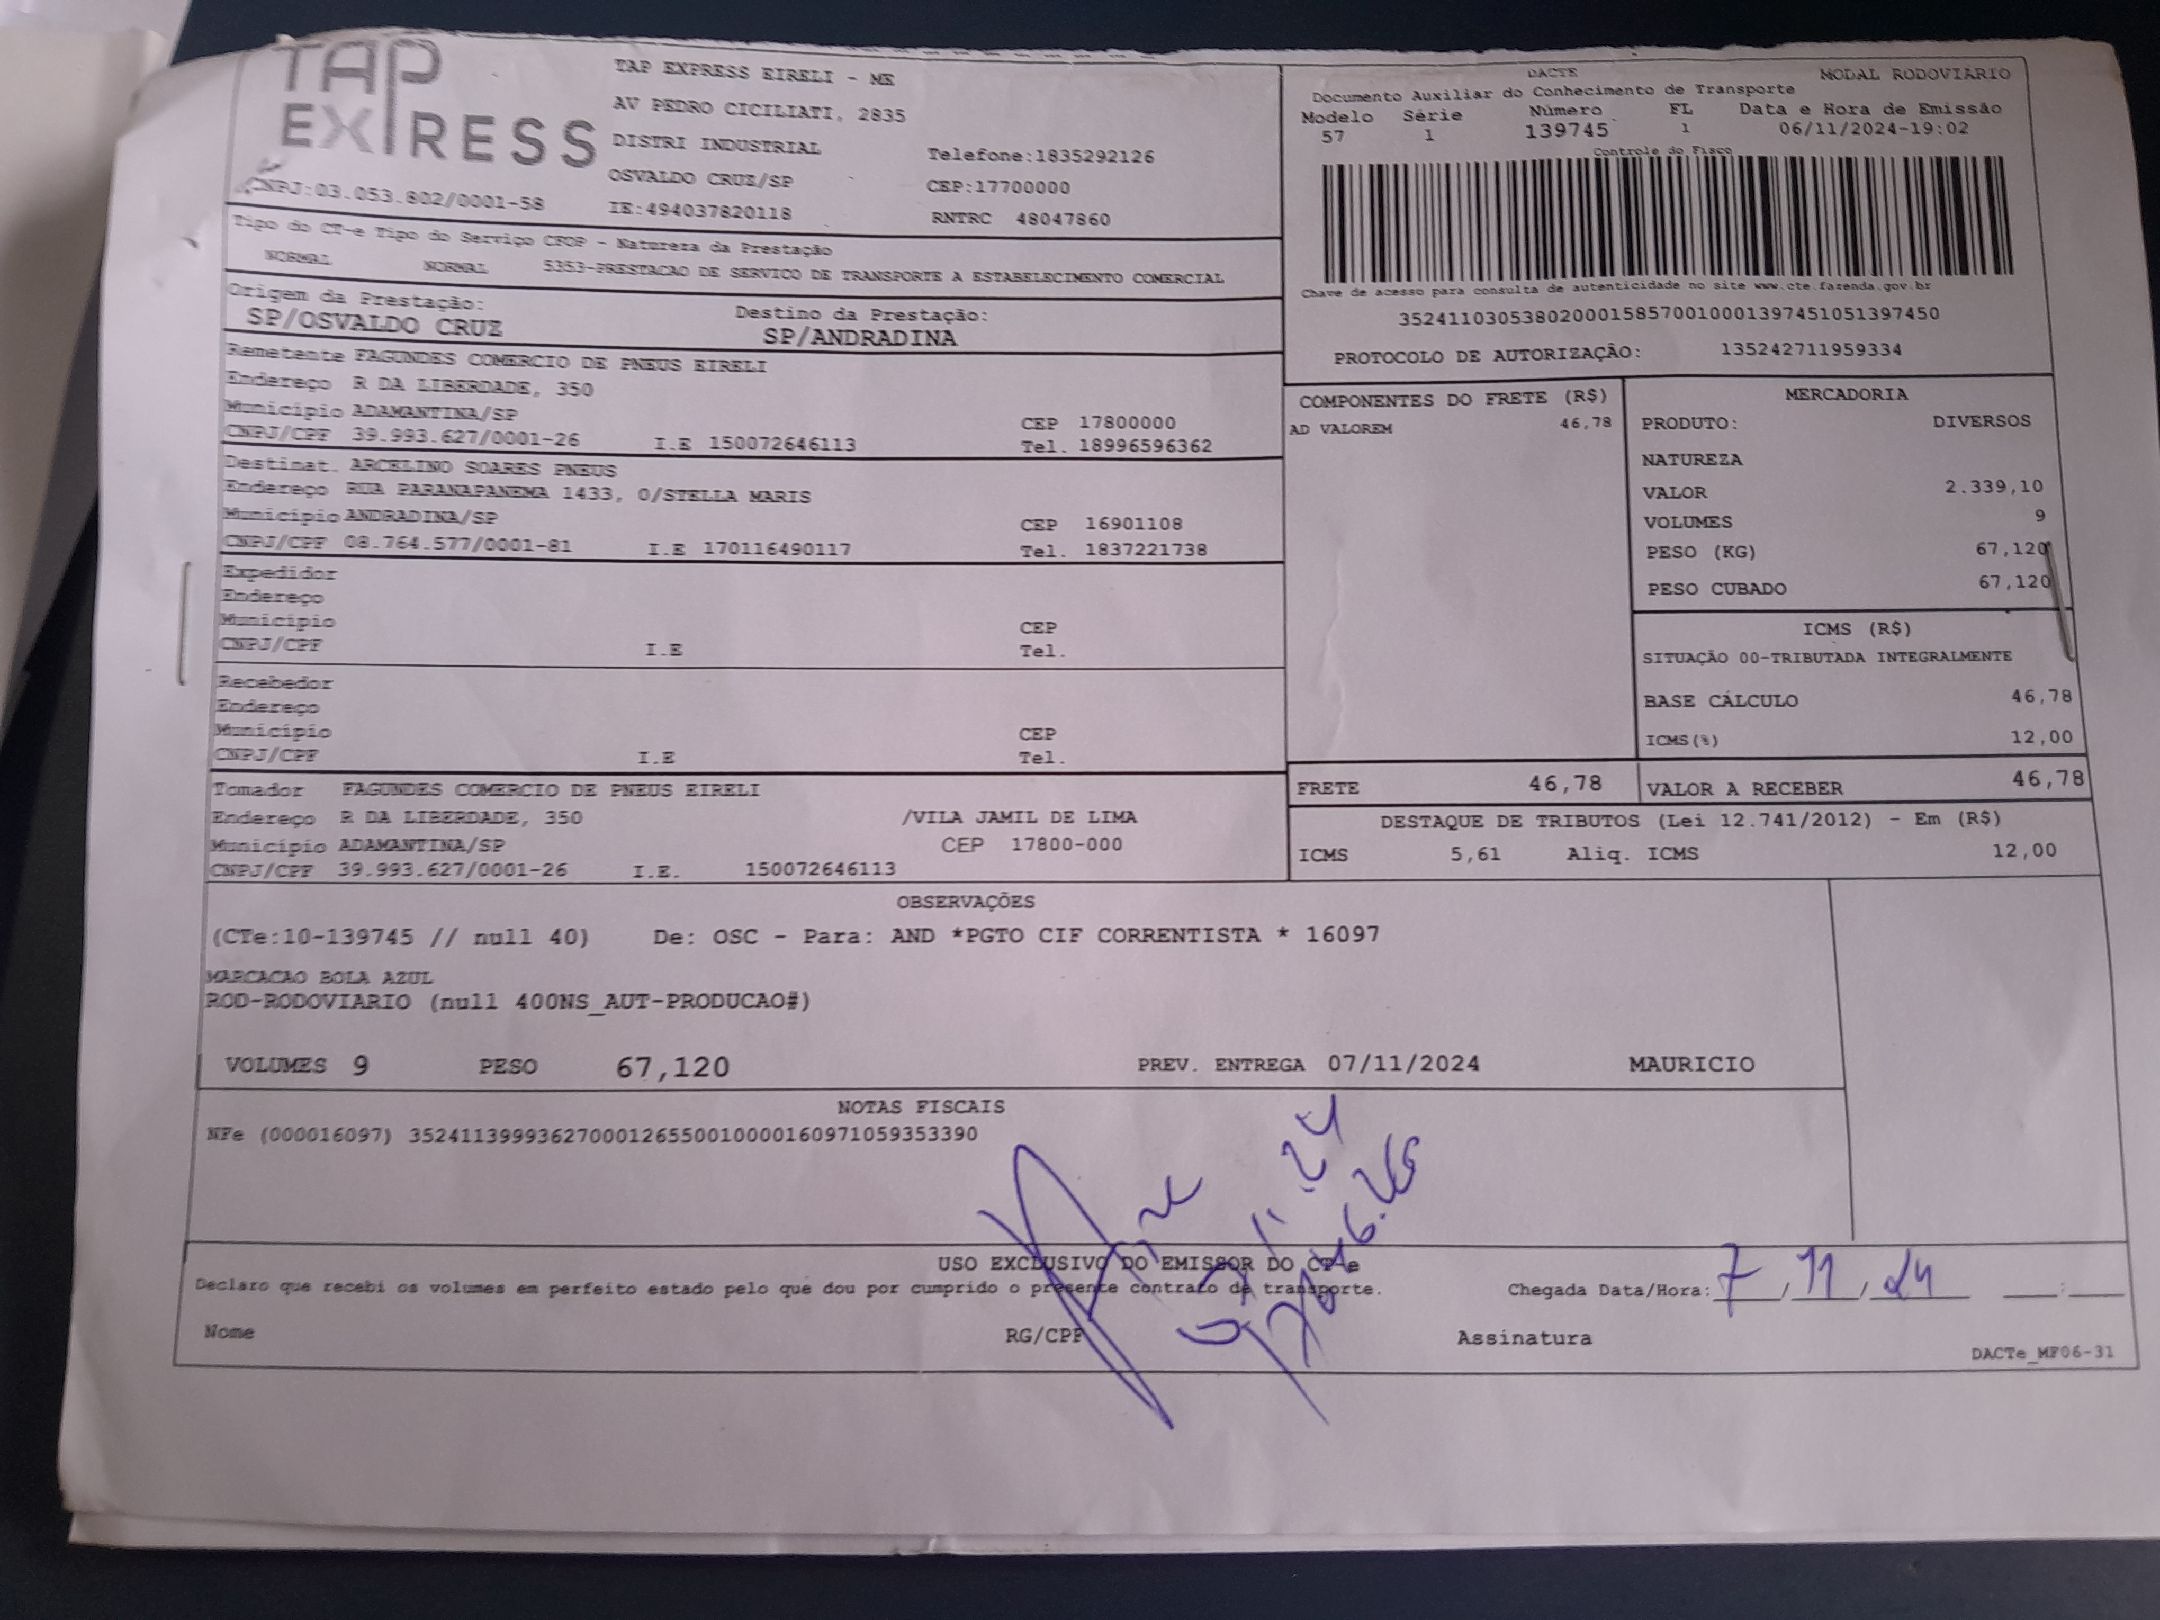 TAP
EXPRESS
TAP EXPRESS EIRELI - ME
AV PEDRO CICILIATI, 2835
DISTRI INDUSTRIAL Telefone:1835292126
OSVALDO CRUZ/SP CEP:17700000
CNPJ:03.053.802/0001-58 IE:494037820118 RNTRC 48047860
DACTE MODAL RODOVIÁRIO
Documento Auxiliar do Conhecimento de Transporte
Modelo Série Número FL Data e Hora de Emissão
57 1 139745 1 06/11/2024-19:02
Controle do Fisco
Chave de acesso para consulta de autenticidade no site www.cte.fazenda.gov.br
35241103053802000158570010001397451051397450
PROTOCOLO DE AUTORIZAÇÃO: 135242711959334
Tipo do CT-e Tipo do Serviço CFOP - Natureza da Prestação
NORMAL NORMAL 5353-PRESTACAO DE SERVICO DE TRANSPORTE A ESTABELECIMENTO COMERCIAL
Origem da Prestação: Destino da Prestação:
SP/OSVALDO CRUZ SP/ANDRADINA
Remetente FAGUNDES COMERCIO DE PNEUS EIRELI
Endereço R DA LIBERDADE, 350
Município ADAMANTINA/SP CEP 17800000
CNPJ/CPF 39.993.627/0001-26 I.E 150072646113 Tel. 18996596362
Destinat. ARCELINO SOARES PNEUS
Endereço RUA PARANAPANEMA 1433, 0/STELLA MARIS
Município ANDRADINA/SP CEP 16901108
CNPJ/CPF 08.764.577/0001-81 I.E 170116490117 Tel. 1837221738
Expedidor
Endereço
Município CEP
CNPJ/CPF I.E Tel.
Recebedor
Endereço
Município CEP
CNPJ/CPF I.E Tel.
Tomador FAGUNDES COMERCIO DE PNEUS EIRELI
Endereço R DA LIBERDADE, 350 /VILA JAMIL DE LIMA
Município ADAMANTINA/SP CEP 17800-000
CNPJ/CPF 39.993.627/0001-26 I.E. 150072646113
COMPONENTES DO FRETE (R$)
AD VALOREM 46,78
MERCADORIA
PRODUTO: DIVERSOS
NATUREZA
VALOR 2.339,10
VOLUMES 9
PESO (KG) 67,120
PESO CUBADO 67,120
ICMS (R$)
SITUAÇÃO 00-TRIBUTADA INTEGRALMENTE
BASE CÁLCULO 46,78
ICMS(%) 12,00
FRETE 46,78 VALOR A RECEBER 46,78
DESTAQUE DE TRIBUTOS (Lei 12.741/2012) - Em (R$)
ICMS 5,61 Aliq. ICMS 12,00
OBSERVAÇÕES
(CTe:10-139745 // null 40) De: OSC - Para: AND *PGTO CIF CORRENTISTA * 16097
MARCACAO BOLA AZUL
ROD-RODOVIARIO (null 400NS_AUT-PRODUCAO#)
VOLUMES 9 PESO 67,120 PREV. ENTREGA 07/11/2024 MAURICIO
NOTAS FISCAIS
NFe (000016097) 35241139993627000126550010000160971059353390
USO EXCLUSIVO DO EMISSOR DO CT-e
Declaro que recebi os volumes em perfeito estado pelo que dou por cumprido o presente contrato de transporte. Chegada Data/Hora: 7/11/24 :
Nome RG/CPF Assinatura
DACTe_MF06-31